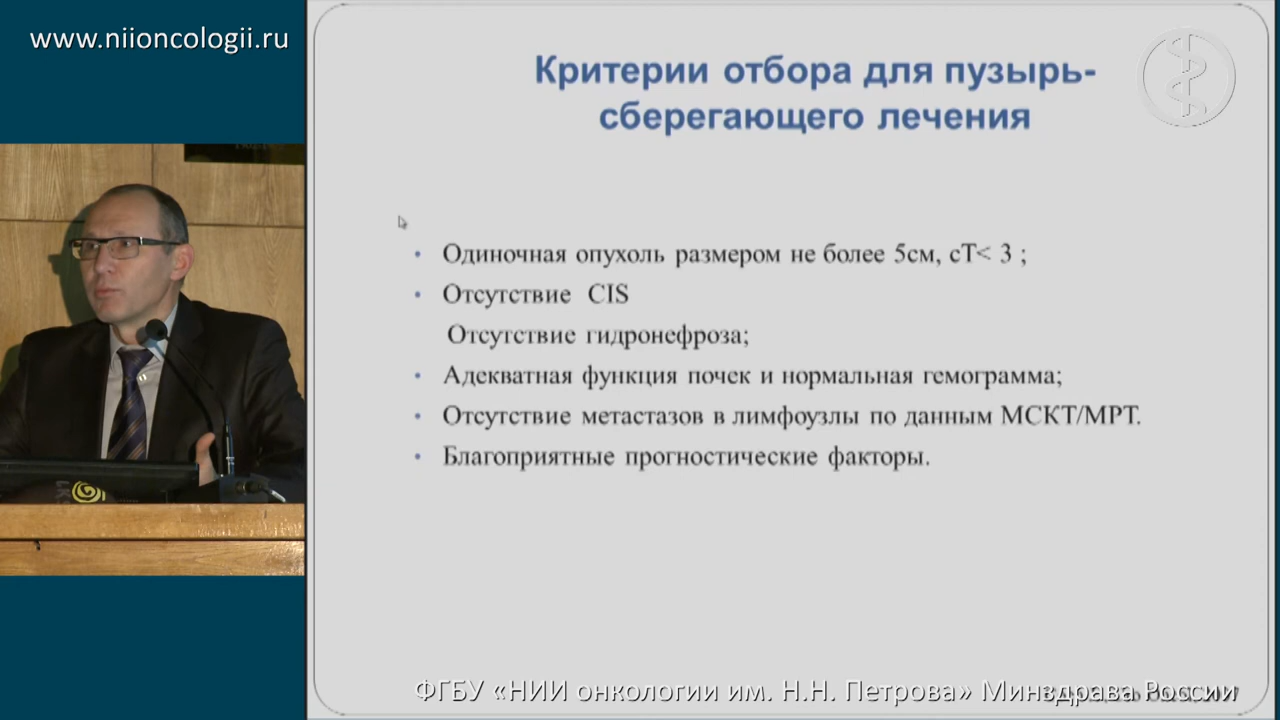 www.niioncologii.ru
Критерии отбора для пузырь-
сберегающего лечения
Одиночная опухоль размером не более 5см, сТ< 3 ;
Отсутствие CIS
Отсутствие гидронефроза;
Адекватная функция почек и нормальная гемограмма;
Отсутствие метастазов в лимфоузлы по данным МСКТ/МРТ.
Благоприятные прогностические факторы.
ФГБУ «НИИ онкологии им. Н.Н. Петрова» Минздрава России